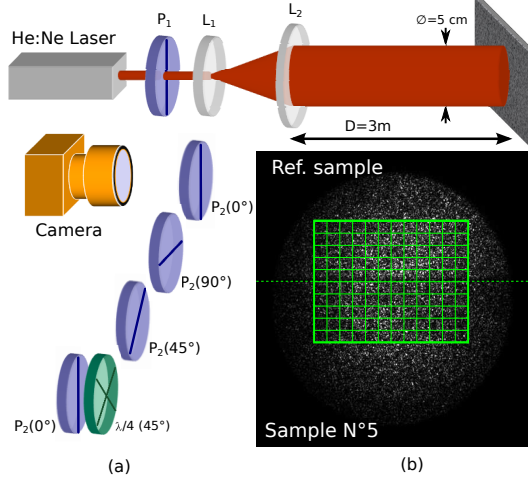 P₁ L₁ L₂ ∅=5 cm
He:Ne Laser
D=3m
Ref. sample
Camera
P₂(0°)
P₂(90°)
P₂(45°)
P₂(0°) λ/4 (45°)
Sample N°5
(a) (b)